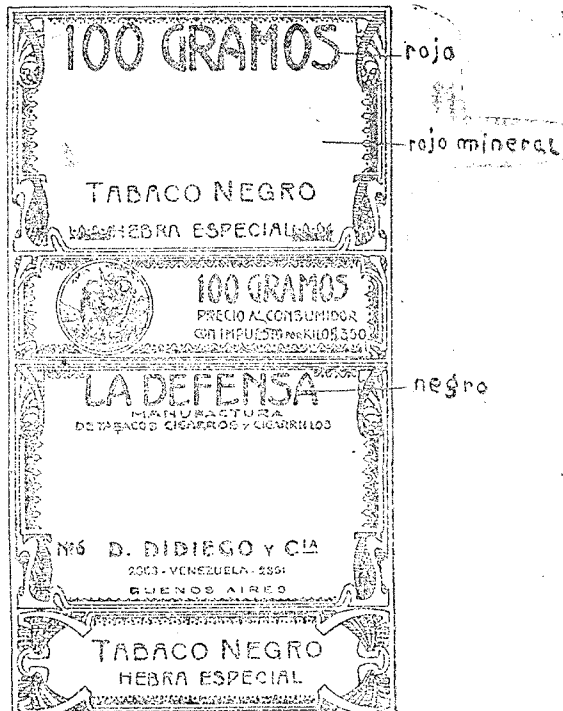 100 GRAMOS
rojo
rojo mineral
TABACO NEGRO
HEBRA ESPECIAL
100 GRAMOS
PRECIO AL CONSUMIDOR
CON IMPUESTO POR KILO $ 3.50
LA DEFENSA
negro
MANUFACTURA
DE TABACOS CIGARROS Y CIGARRILLOS
Nº6 D. DIDIEGO Y CIA
VENEZUELA
BUENOS AIRES
TABACO NEGRO
HEBRA ESPECIAL